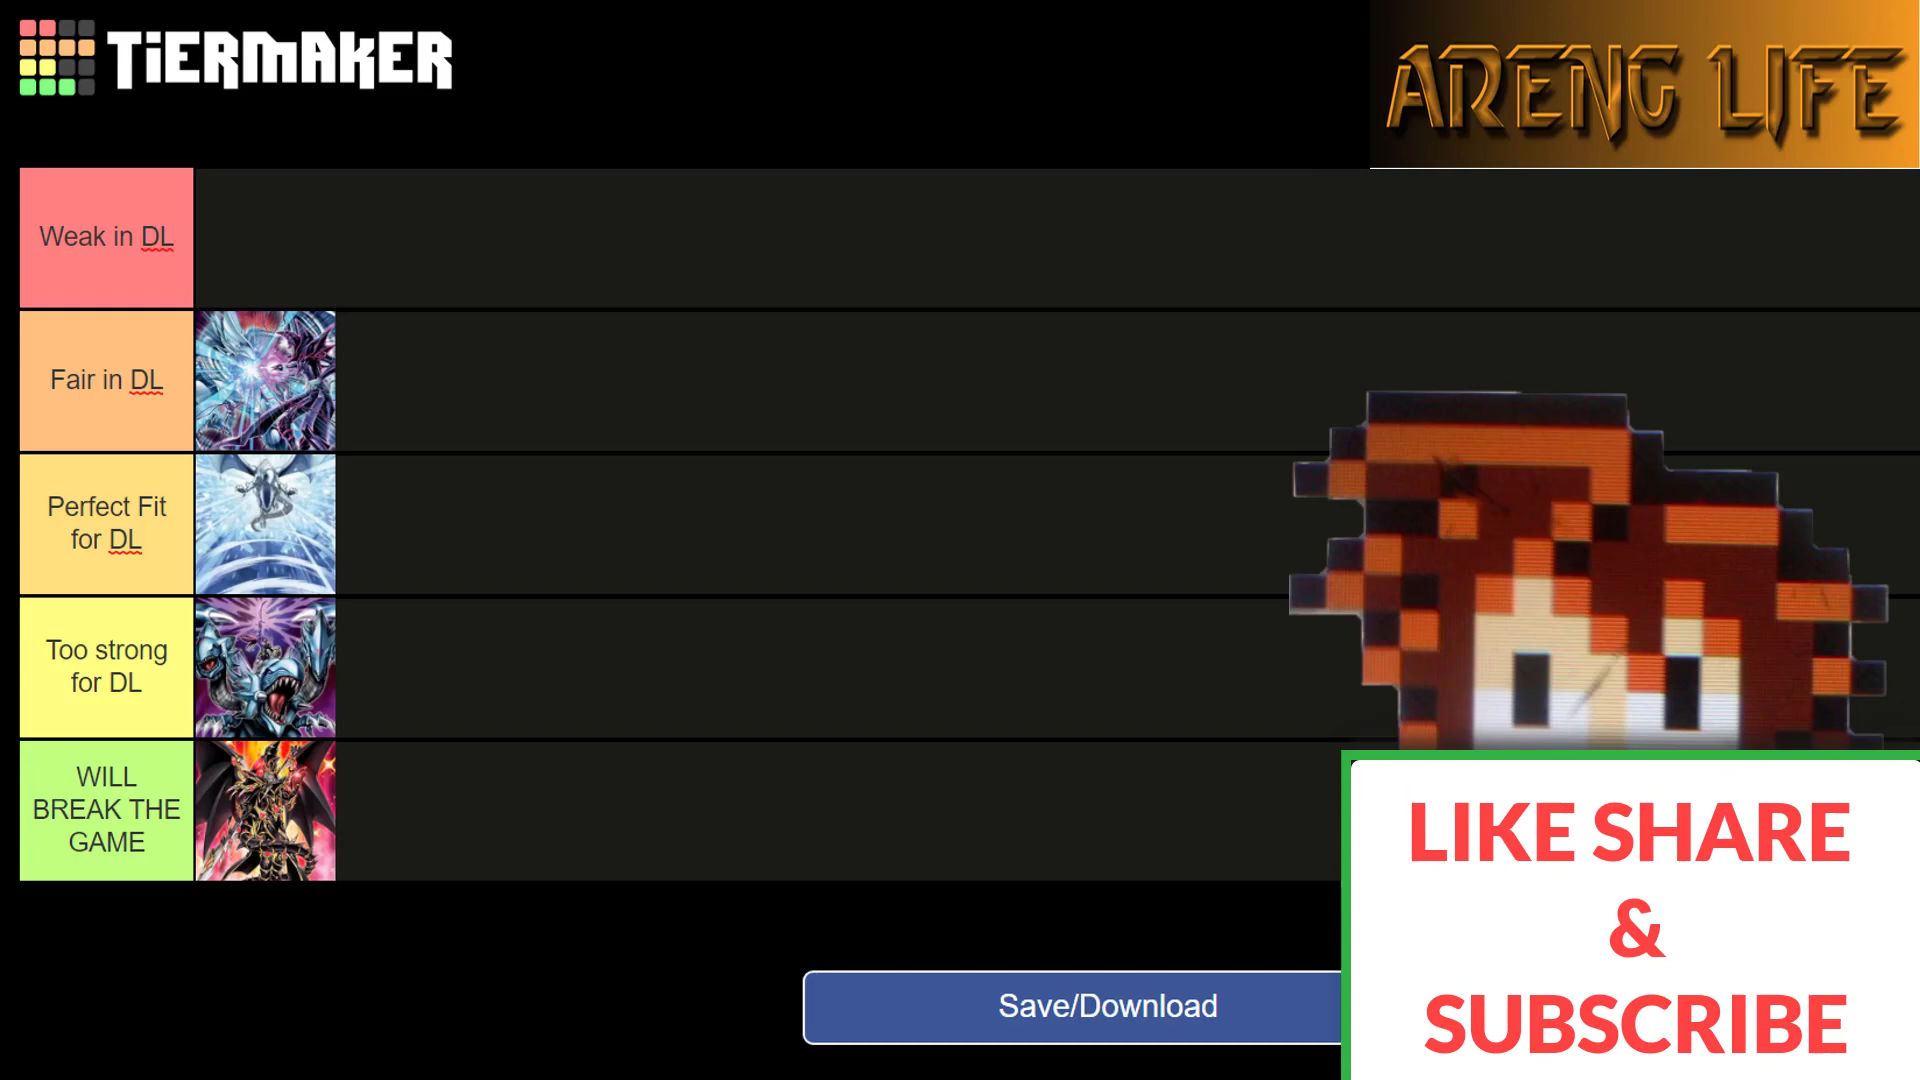 TiERMAKER
ARENG LIFE
Weak in DL
Fair in DL
Perfect Fit
for DL
Too strong
for DL
WILL
BREAK THE
GAME
Save/Download
LIKE SHARE
&
SUBSCRIBE